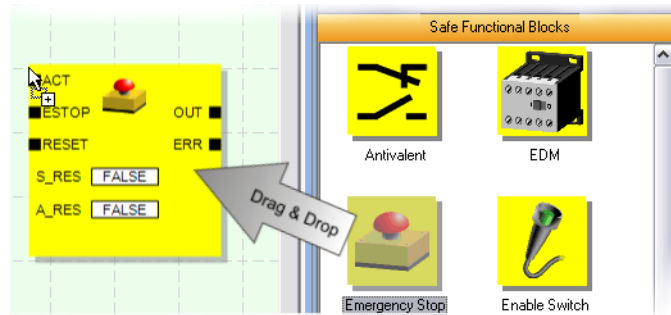 ACT
ESTOP OUT
RESET ERR
S_RES FALSE
A_RES FALSE
Drag & Drop
Safe Functional Blocks
Antivalent EDM
Emergency Stop Enable Switch